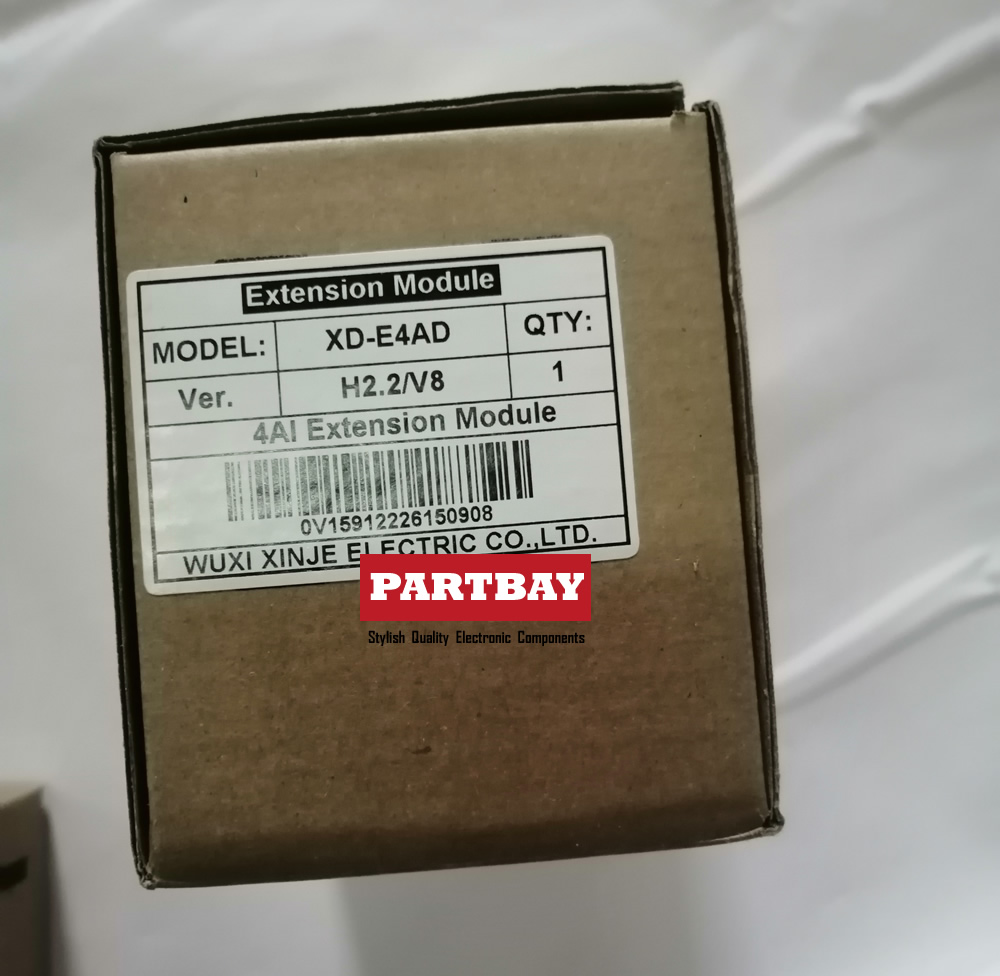 Extension Module
MODEL: XD-E4AD QTY:
Ver. H2.2/V8 1
4AI Extension Module
0V15912226150908
WUXI XINJE ELECTRIC CO.,LTD.
PARTBAY
Stylish Quality Electronic Components